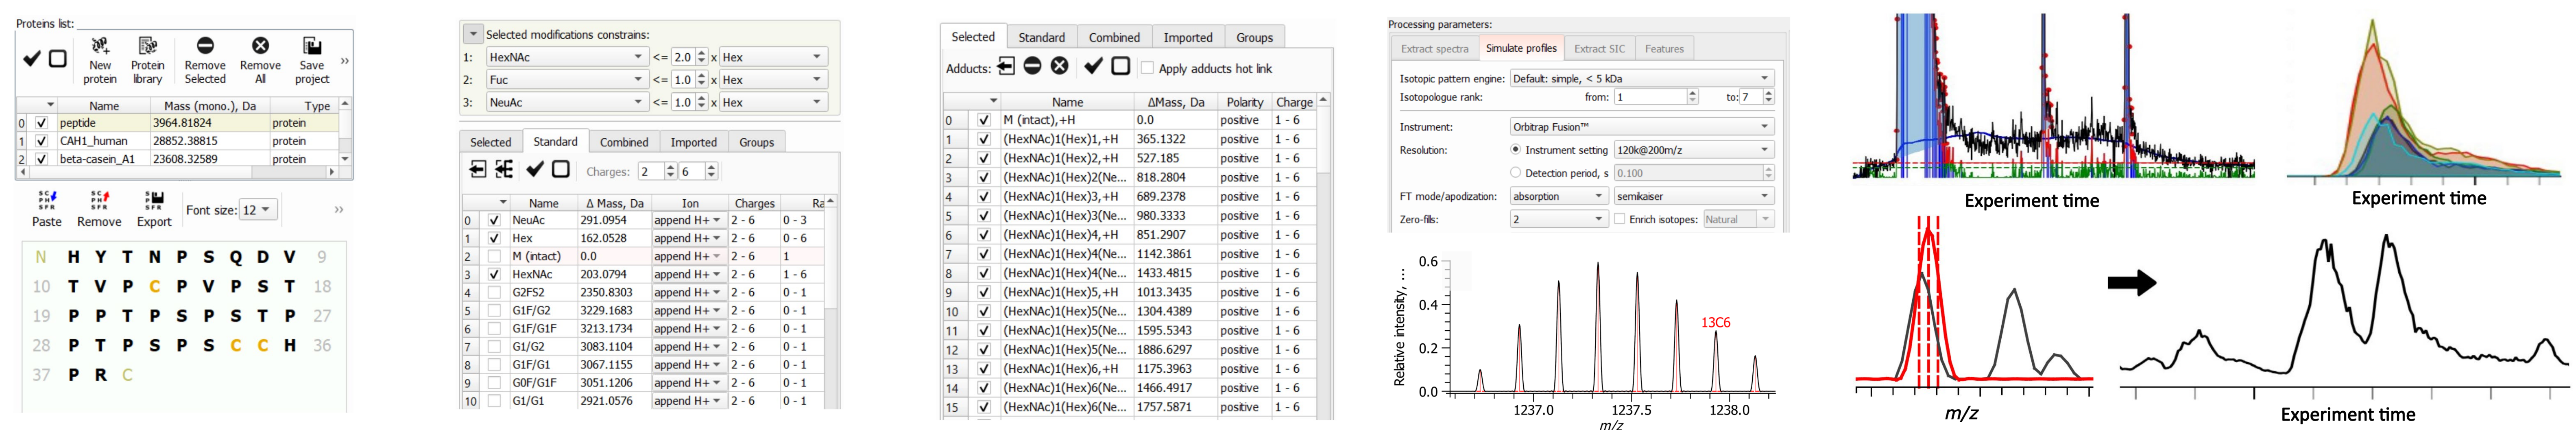 Proteins list:
New protein
Protein library
Remove Selected
Remove All
Save project
»
Name Mass (mono.), Da Type
0 peptide 3964.81824 protein
1 CAH1_human 28852.38815 protein
2 beta-casein_A1 23608.32589 protein
SC PH SFR SC PH SFR SC PH SFR
Paste Remove Export Font size: 12 »
N H Y T N P S Q D V 9
10 T V P C P V P S T 18
19 P P T P S P S T P 27
28 P T P S P S C C H 36
37 P R C
Selected modifications constrains:
1: HexNAc <= 2.0 x Hex
2: Fuc <= 1.0 x Hex
3: NeuAc <= 1.0 x Hex
Selected Standard Combined Imported Groups
Charges: 2 6
Name Δ Mass, Da Ion Charges Ra
0 NeuAc 291.0954 append H+ 2 - 6 0 - 3
1 Hex 162.0528 append H+ 2 - 6 0 - 6
2 M (intact) 0.0 append H+ 2 - 6 1
3 HexNAc 203.0794 append H+ 2 - 6 1 - 6
4 G2FS2 2350.8303 append H+ 2 - 6 0 - 1
5 G1F/G2 3229.1683 append H+ 2 - 6 0 - 1
6 G1F/G1F 3213.1734 append H+ 2 - 6 0 - 1
7 G1/G2 3083.1104 append H+ 2 - 6 0 - 1
8 G1F/G1 3067.1155 append H+ 2 - 6 0 - 1
9 G0F/G1F 3051.1206 append H+ 2 - 6 0 - 1
10 G1/G1 2921.0576 append H+ 2 - 6 0 - 1
Selected Standard Combined Imported Groups
Adducts: Apply adducts hot link
Name ΔMass, Da Polarity Charge
0 M (intact),+H 0.0 positive 1 - 6
1 (HexNAc)1(Hex)1,+H 365.1322 positive 1 - 6
2 (HexNAc)1(Hex)2,+H 527.185 positive 1 - 6
3 (HexNAc)1(Hex)2(Ne... 818.2804 positive 1 - 6
4 (HexNAc)1(Hex)3,+H 689.2378 positive 1 - 6
5 (HexNAc)1(Hex)3(Ne... 980.3333 positive 1 - 6
6 (HexNAc)1(Hex)4,+H 851.2907 positive 1 - 6
7 (HexNAc)1(Hex)4(Ne... 1142.3861 positive 1 - 6
8 (HexNAc)1(Hex)4(Ne... 1433.4815 positive 1 - 6
9 (HexNAc)1(Hex)5,+H 1013.3435 positive 1 - 6
10 (HexNAc)1(Hex)5(Ne... 1304.4389 positive 1 - 6
11 (HexNAc)1(Hex)5(Ne... 1595.5343 positive 1 - 6
12 (HexNAc)1(Hex)5(Ne... 1886.6297 positive 1 - 6
13 (HexNAc)1(Hex)6,+H 1175.3963 positive 1 - 6
14 (HexNAc)1(Hex)6(Ne... 1466.4917 positive 1 - 6
15 (HexNAc)1(Hex)6(Ne... 1757.5871 positive 1 - 6
Processing parameters:
Extract spectra Simulate profiles Extract SIC Features
Isotopic pattern engine: Default: simple, < 5 kDa
Isotopologue rank: from: 1 to: 7
Instrument: Orbitrap Fusion™
Resolution: Instrument setting 120k@200m/z
Detection period, s 0.100
FT mode/apodization: absorption semikaiser
Zero-fills: 2 Enrich isotopes: Natural
Relative intensity, ...
0.6
0.4
0.2
0.0
13C6
1237.0 1237.5 1238.0
m/z
Experiment time
Experiment time
m/z
Experiment time